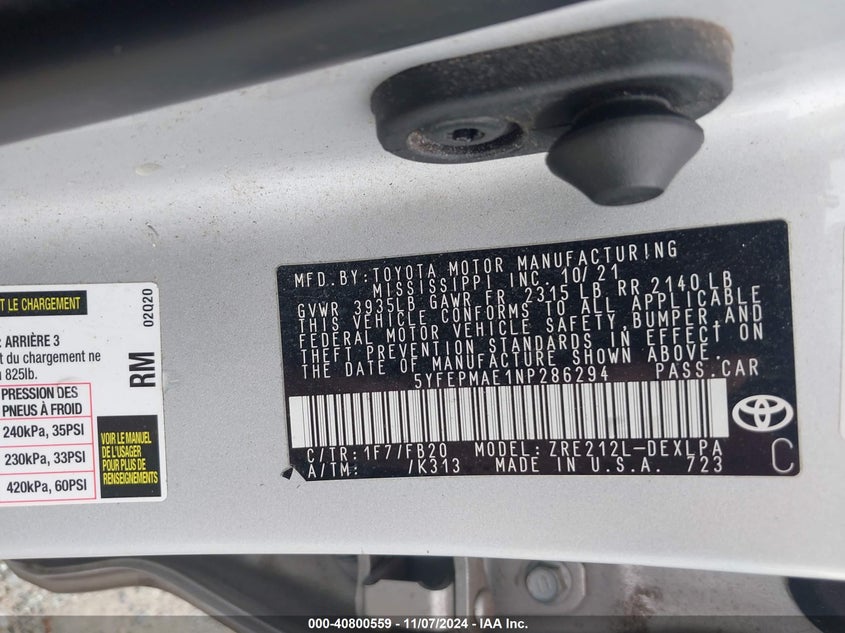 ET LE CHARGEMENT
: ARRIÈRE 3
t du chargement ne
825lb.
PRESSION DES
PNEUS À FROID
240kPa, 35PSI
230kPa, 33PSI
420kPa, 60PSI
02020
RM
VOIR LE MANUEL
DE L'USAGER
POUR PLUS DE
RENSEIGNEMENTS
MFD.BY:TOYOTA MOTOR MANUFACTURING
MISSISSIPPI INC. 10/21
GVWR 3935LB GAWR FR 2315 LB RR 2140 LB
THIS VEHICLE CONFORMS TO ALL APPLICABLE
FEDERAL MOTOR VEHICLE SAFETY,BUMPER,AND
THEFT PREVENTION STANDARDS IN EFFECT ON
THE DATE OF MANUFACTURE SHOWN ABOVE.
5YFEPMAE1NP286294 PASS.CAR
C/TR:1F7/FB20 MODEL:ZRE212L-DEXLPA
A/TM: /K313 MADE IN U.S.A. 723
C
000-40800559 — 11/07/2024 — IAA Inc.